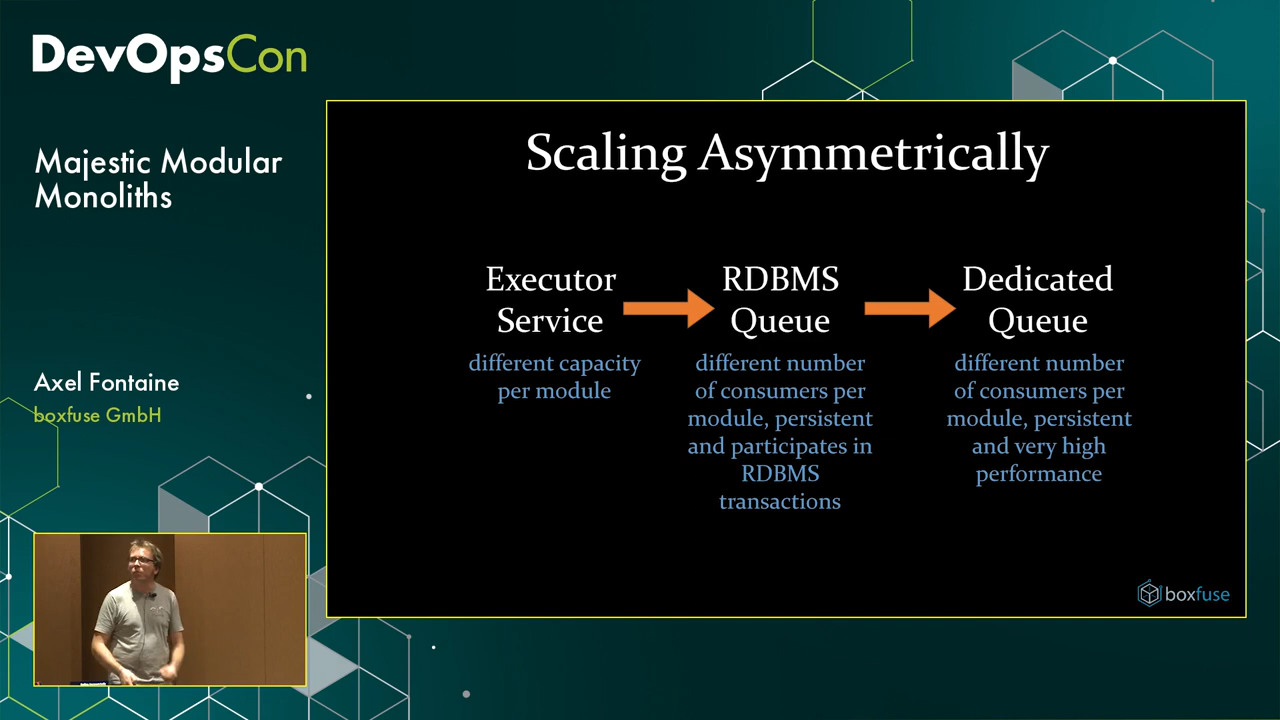 DevOpsCon
Majestic Modular
Monoliths
Axel Fontaine
boxfuse GmbH
Scaling Asymmetrically
Executor
Service
different capacity
per module
RDBMS
Queue
different number
of consumers per
module, persistent
and participates in
RDBMS
transactions
Dedicated
Queue
different number
of consumers per
module, persistent
and very high
performance
boxfuse